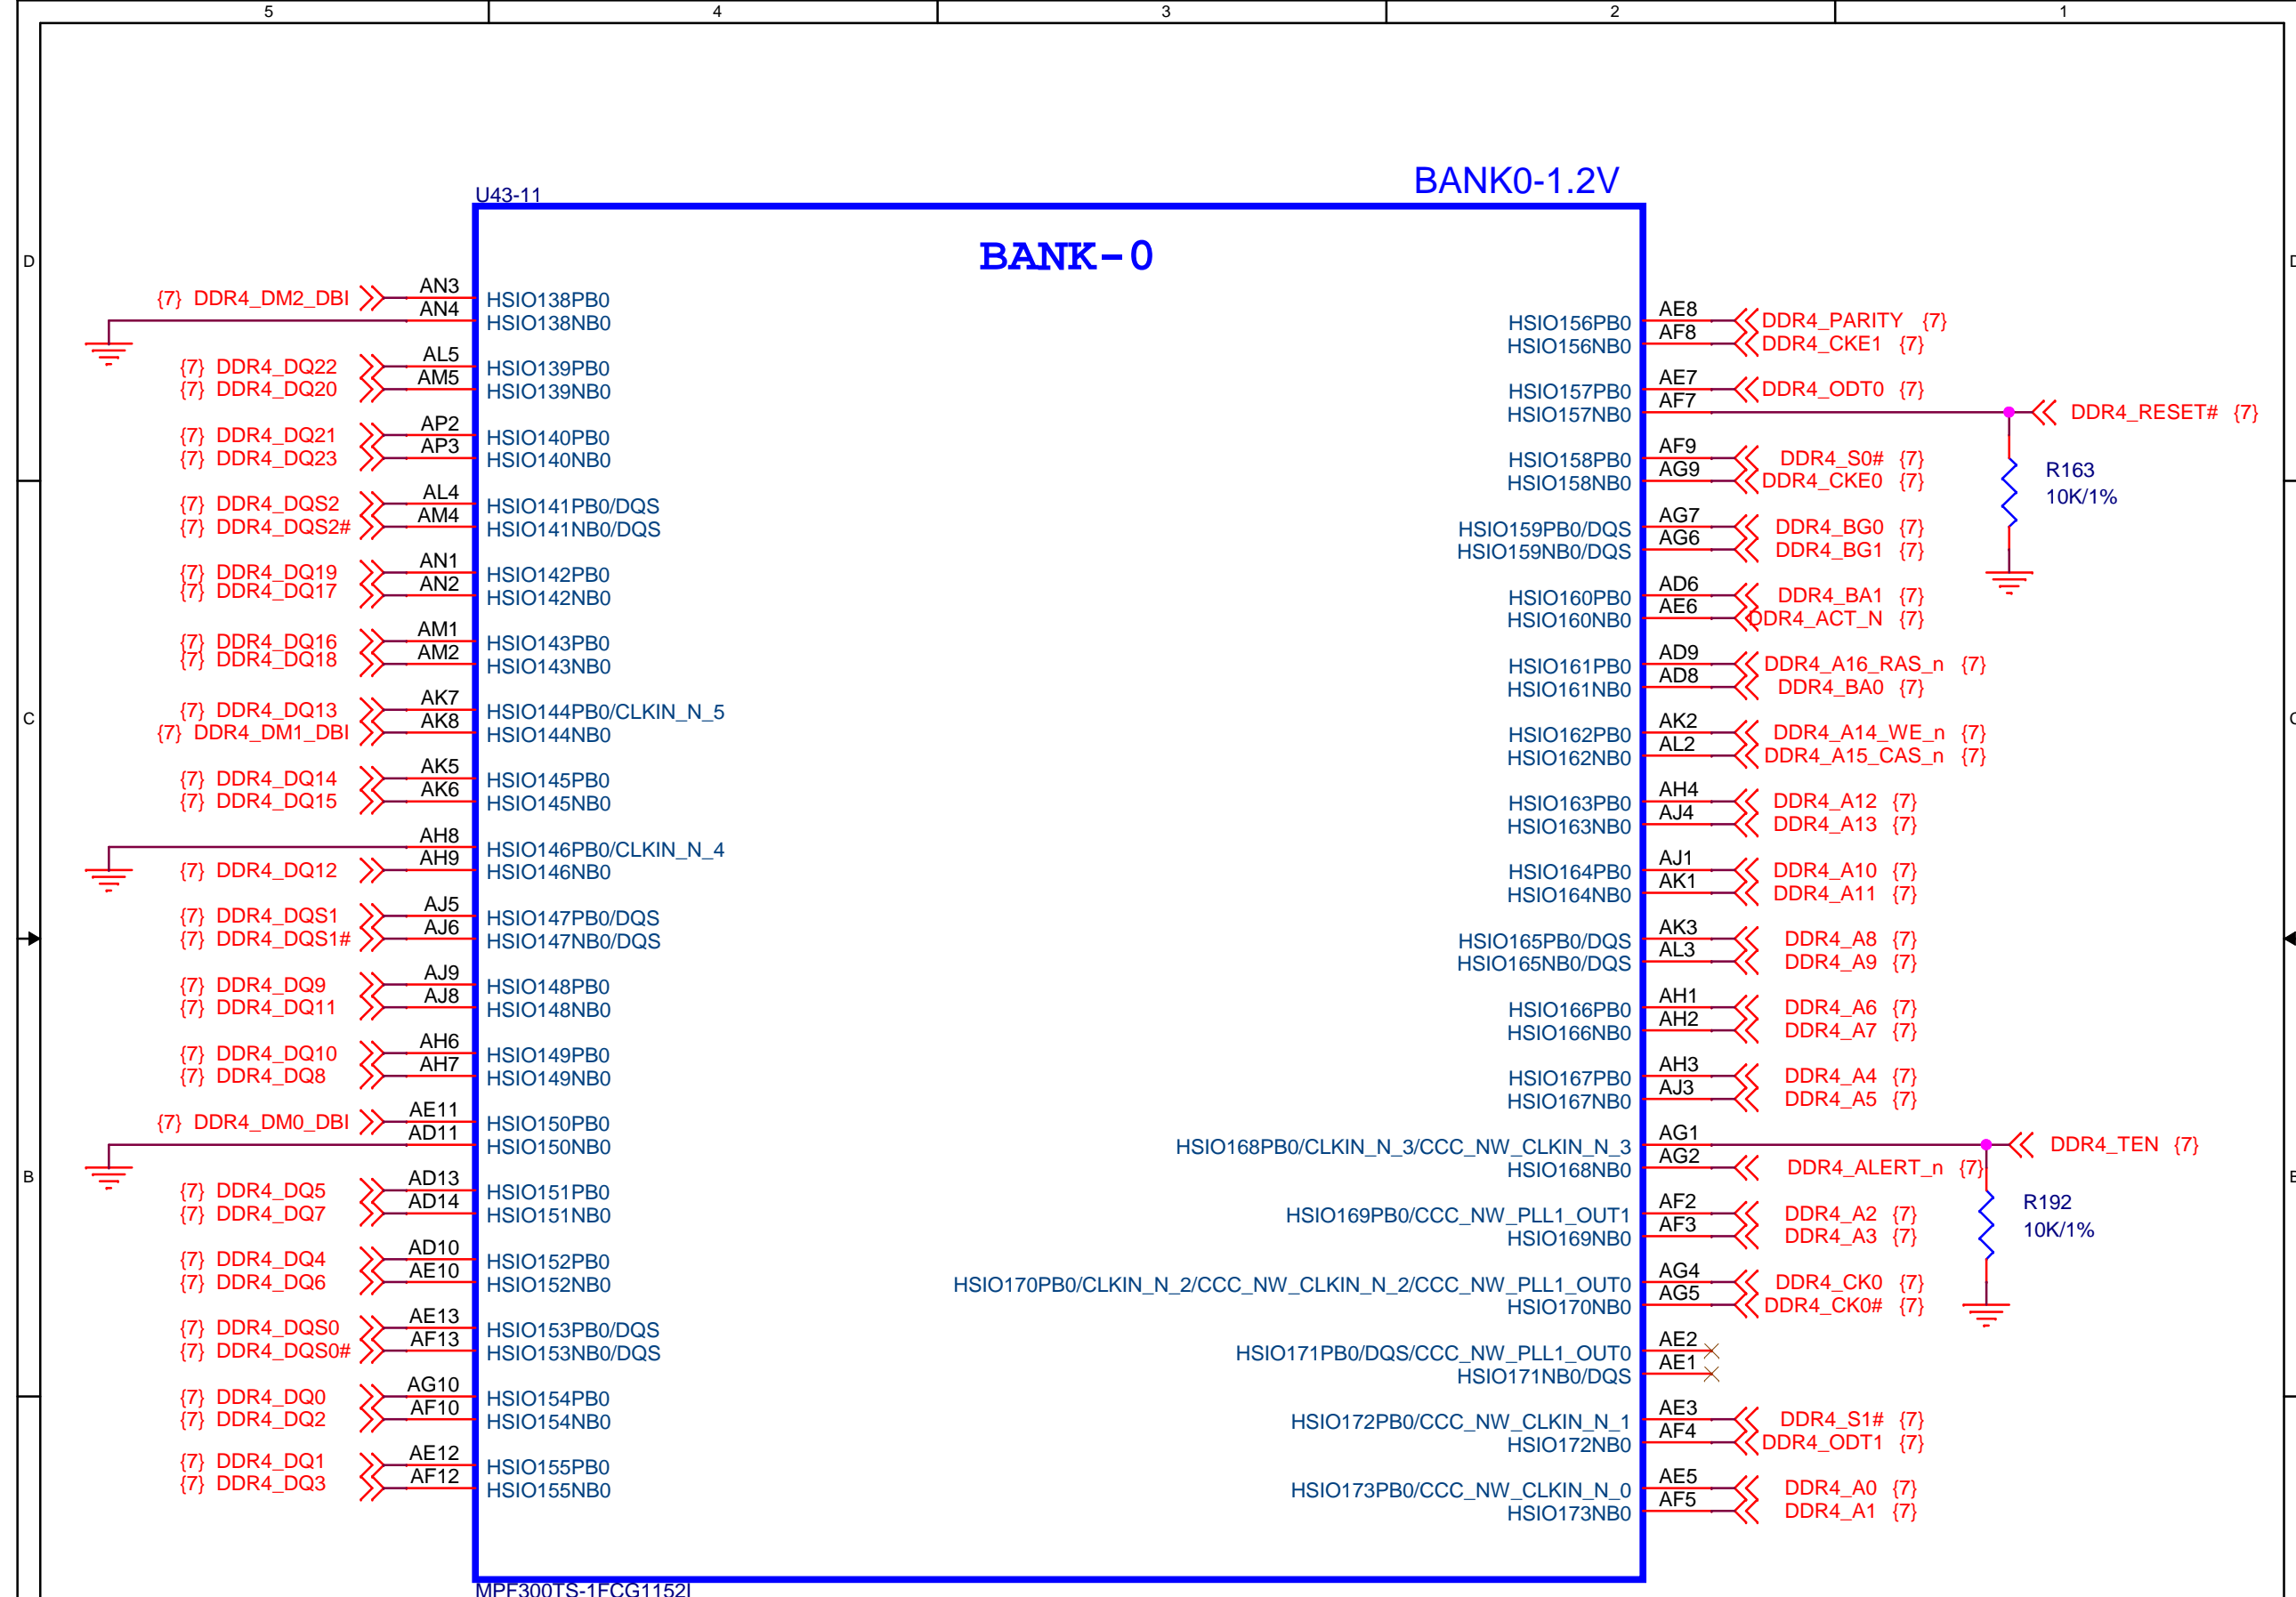 5 4 3 2 1
BANK0-1.2V
U43-11
BANK-0
D
{7} DDR4_DM2_DBI AN3 HSIO138PB0
AN4 HSIO138NB0
{7} DDR4_DQ22 AL5 HSIO139PB0
{7} DDR4_DQ20 AM5 HSIO139NB0
{7} DDR4_DQ21 AP2 HSIO140PB0
{7} DDR4_DQ23 AP3 HSIO140NB0
{7} DDR4_DQS2 AL4 HSIO141PB0/DQS
{7} DDR4_DQS2# AM4 HSIO141NB0/DQS
{7} DDR4_DQ19 AN1 HSIO142PB0
{7} DDR4_DQ17 AN2 HSIO142NB0
{7} DDR4_DQ16 AM1 HSIO143PB0
{7} DDR4_DQ18 AM2 HSIO143NB0
C
{7} DDR4_DQ13 AK7 HSIO144PB0/CLKIN_N_5
{7} DDR4_DM1_DBI AK8 HSIO144NB0
{7} DDR4_DQ14 AK5 HSIO145PB0
{7} DDR4_DQ15 AK6 HSIO145NB0
AH8 HSIO146PB0/CLKIN_N_4
{7} DDR4_DQ12 AH9 HSIO146NB0
{7} DDR4_DQS1 AJ5 HSIO147PB0/DQS
{7} DDR4_DQS1# AJ6 HSIO147NB0/DQS
{7} DDR4_DQ9 AJ9 HSIO148PB0
{7} DDR4_DQ11 AJ8 HSIO148NB0
{7} DDR4_DQ10 AH6 HSIO149PB0
{7} DDR4_DQ8 AH7 HSIO149NB0
{7} DDR4_DM0_DBI AE11 HSIO150PB0
AD11 HSIO150NB0
B
{7} DDR4_DQ5 AD13 HSIO151PB0
{7} DDR4_DQ7 AD14 HSIO151NB0
{7} DDR4_DQ4 AD10 HSIO152PB0
{7} DDR4_DQ6 AE10 HSIO152NB0
{7} DDR4_DQS0 AE13 HSIO153PB0/DQS
{7} DDR4_DQS0# AF13 HSIO153NB0/DQS
{7} DDR4_DQ0 AG10 HSIO154PB0
{7} DDR4_DQ2 AF10 HSIO154NB0
{7} DDR4_DQ1 AE12 HSIO155PB0
{7} DDR4_DQ3 AF12 HSIO155NB0
HSIO156PB0 AE8 DDR4_PARITY {7}
HSIO156NB0 AF8 DDR4_CKE1 {7}
HSIO157PB0 AE7 DDR4_ODT0 {7}
HSIO157NB0 AF7 DDR4_RESET# {7}
HSIO158PB0 AF9 DDR4_S0# {7}
HSIO158NB0 AG9 DDR4_CKE0 {7}
R163
10K/1%
HSIO159PB0/DQS AG7 DDR4_BG0 {7}
HSIO159NB0/DQS AG6 DDR4_BG1 {7}
HSIO160PB0 AD6 DDR4_BA1 {7}
HSIO160NB0 AE6 DDR4_ACT_N {7}
HSIO161PB0 AD9 DDR4_A16_RAS_n {7}
HSIO161NB0 AD8 DDR4_BA0 {7}
HSIO162PB0 AK2 DDR4_A14_WE_n {7}
HSIO162NB0 AL2 DDR4_A15_CAS_n {7}
HSIO163PB0 AH4 DDR4_A12 {7}
HSIO163NB0 AJ4 DDR4_A13 {7}
HSIO164PB0 AJ1 DDR4_A10 {7}
HSIO164NB0 AK1 DDR4_A11 {7}
HSIO165PB0/DQS AK3 DDR4_A8 {7}
HSIO165NB0/DQS AL3 DDR4_A9 {7}
HSIO166PB0 AH1 DDR4_A6 {7}
HSIO166NB0 AH2 DDR4_A7 {7}
HSIO167PB0 AH3 DDR4_A4 {7}
HSIO167NB0 AJ3 DDR4_A5 {7}
HSIO168PB0/CLKIN_N_3/CCC_NW_CLKIN_N_3 AG1 DDR4_TEN {7}
HSIO168NB0 AG2 DDR4_ALERT_n {7}
R192
10K/1%
HSIO169PB0/CCC_NW_PLL1_OUT1 AF2 DDR4_A2 {7}
HSIO169NB0 AF3 DDR4_A3 {7}
HSIO170PB0/CLKIN_N_2/CCC_NW_CLKIN_N_2/CCC_NW_PLL1_OUT0 AG4 DDR4_CK0 {7}
HSIO170NB0 AG5 DDR4_CK0# {7}
HSIO171PB0/DQS/CCC_NW_PLL1_OUT0 AE2
HSIO171NB0/DQS AE1
HSIO172PB0/CCC_NW_CLKIN_N_1 AE3 DDR4_S1# {7}
HSIO172NB0 AF4 DDR4_ODT1 {7}
HSIO173PB0/CCC_NW_CLKIN_N_0 AE5 DDR4_A0 {7}
HSIO173NB0 AF5 DDR4_A1 {7}
MPF300TS-1FCG1152I